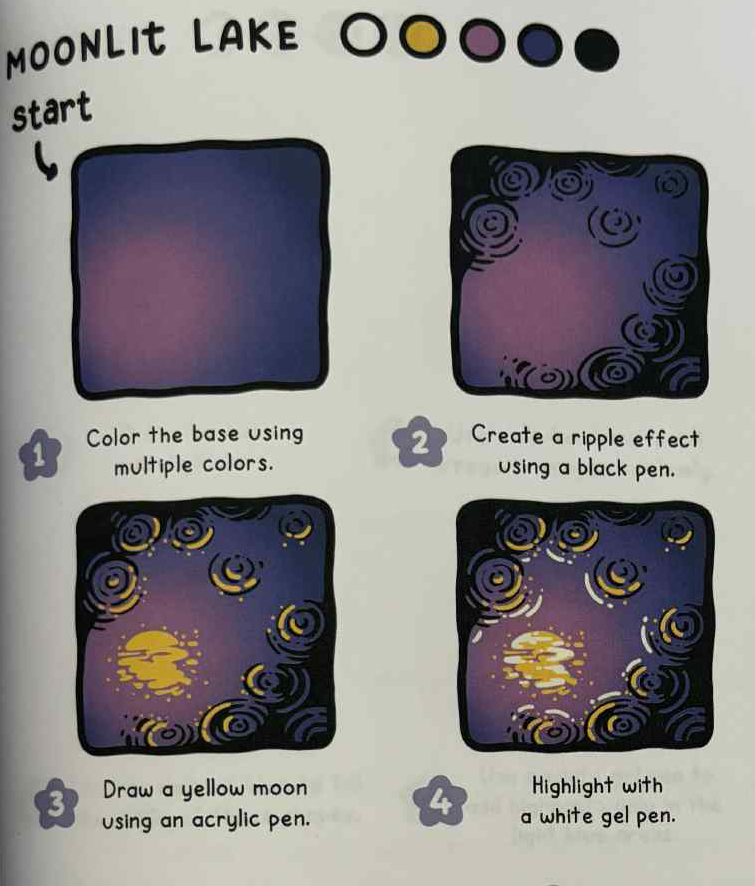 MOONLIt LAKE
start
1
Color the base using
multiple colors.
2
Create a ripple effect
using a black pen.
3
Draw a yellow moon
using an acrylic pen.
4
Highlight with
a white gel pen.